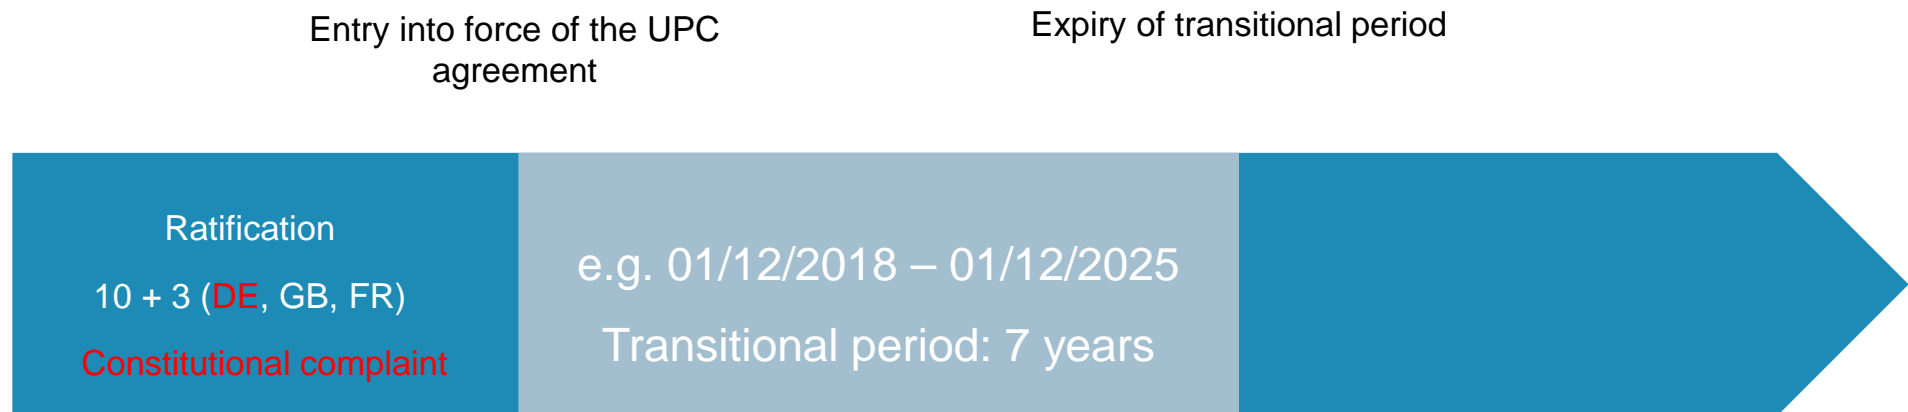 Entry into force of the UPC
agreement
Expiry of transitional period
Ratification
10 + 3 (DE, GB, FR)
Constitutional complaint
e.g. 01/12/2018 – 01/12/2025
Transitional period: 7 years